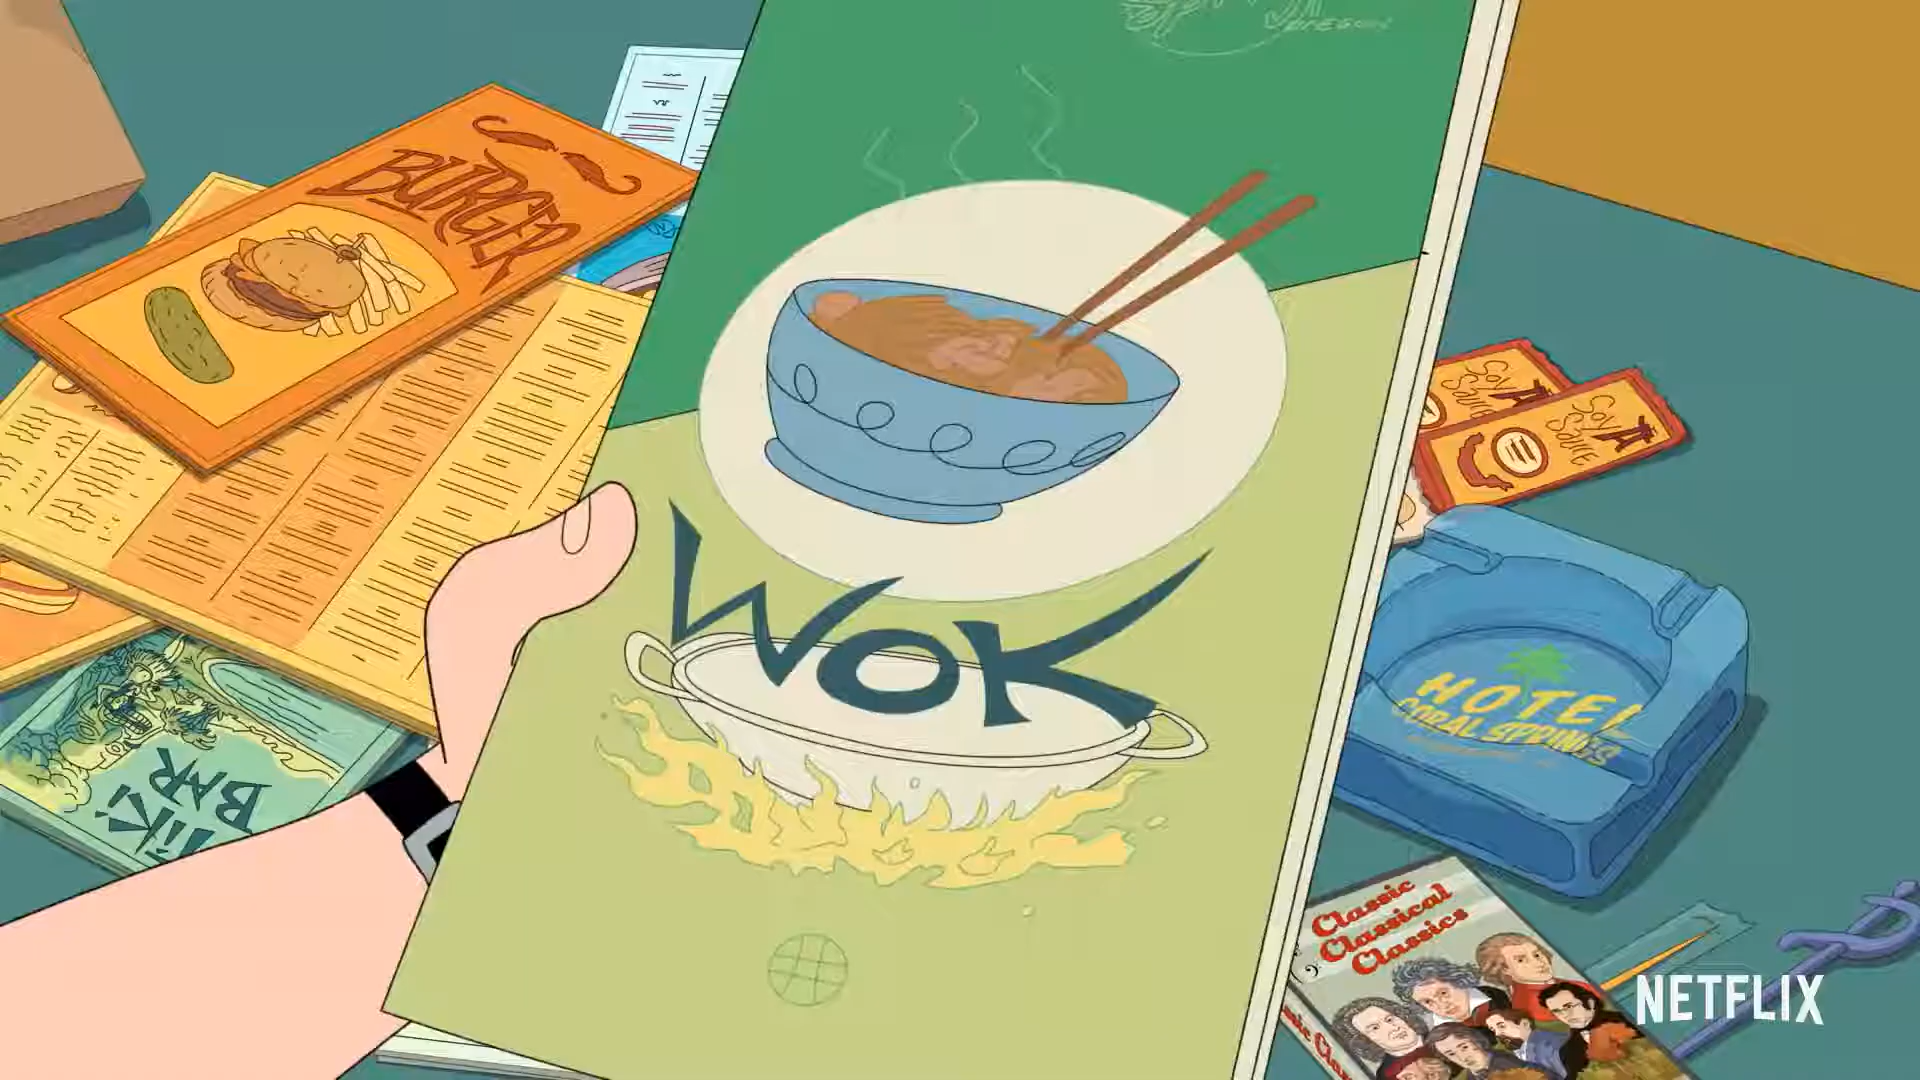 BURGER
WOK
Soy
Sauce
Soy
Sauce
HOTEL
CORAL SPRINGS
TIKI
BAR
Classic
Classical
Classics
NETFLIX